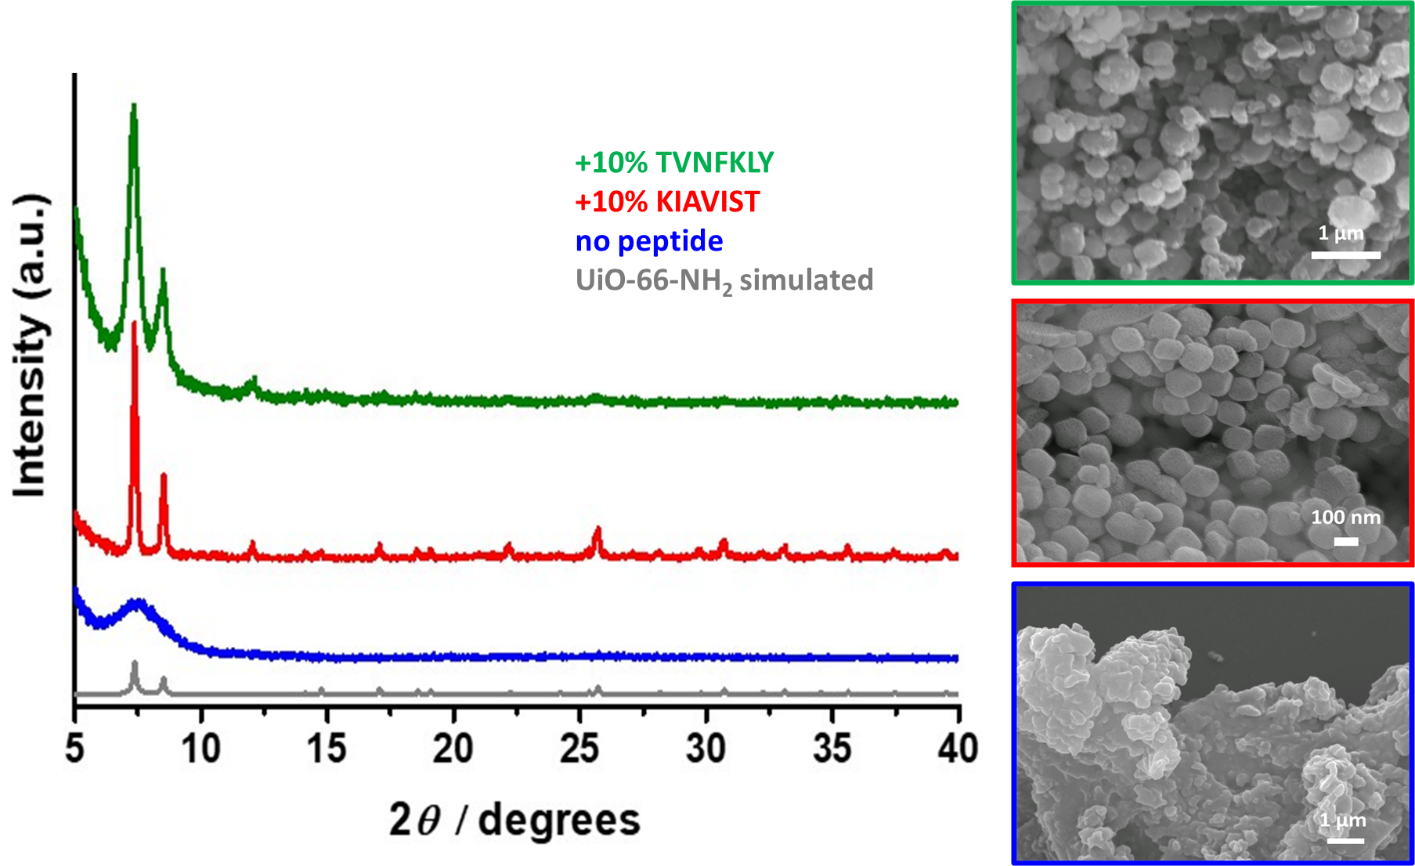 Intensity (a.u.)
+10% TVNFKLY
+10% KIAVIST
no peptide
UiO-66-NH₂ simulated
5 10 15 20 25 30 35 40
2θ / degrees
1 µm
100 nm
1 µm